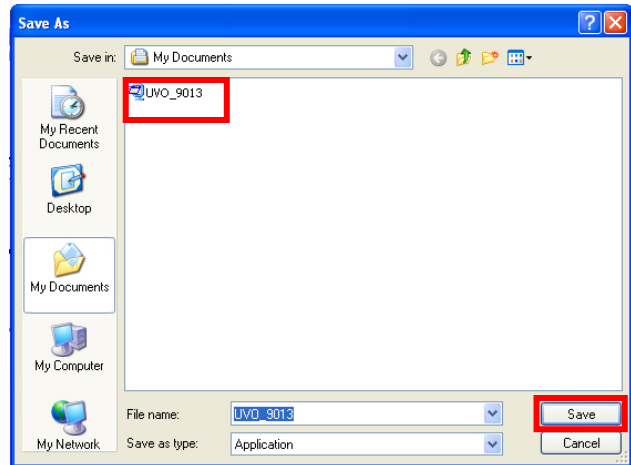 Save As
Save in:
My Documents
UVO_9013
My Recent
Documents
Desktop
My Documents
My Computer
My Network
File name:
UVO_9013
Save
Save as type:
Application
Cancel